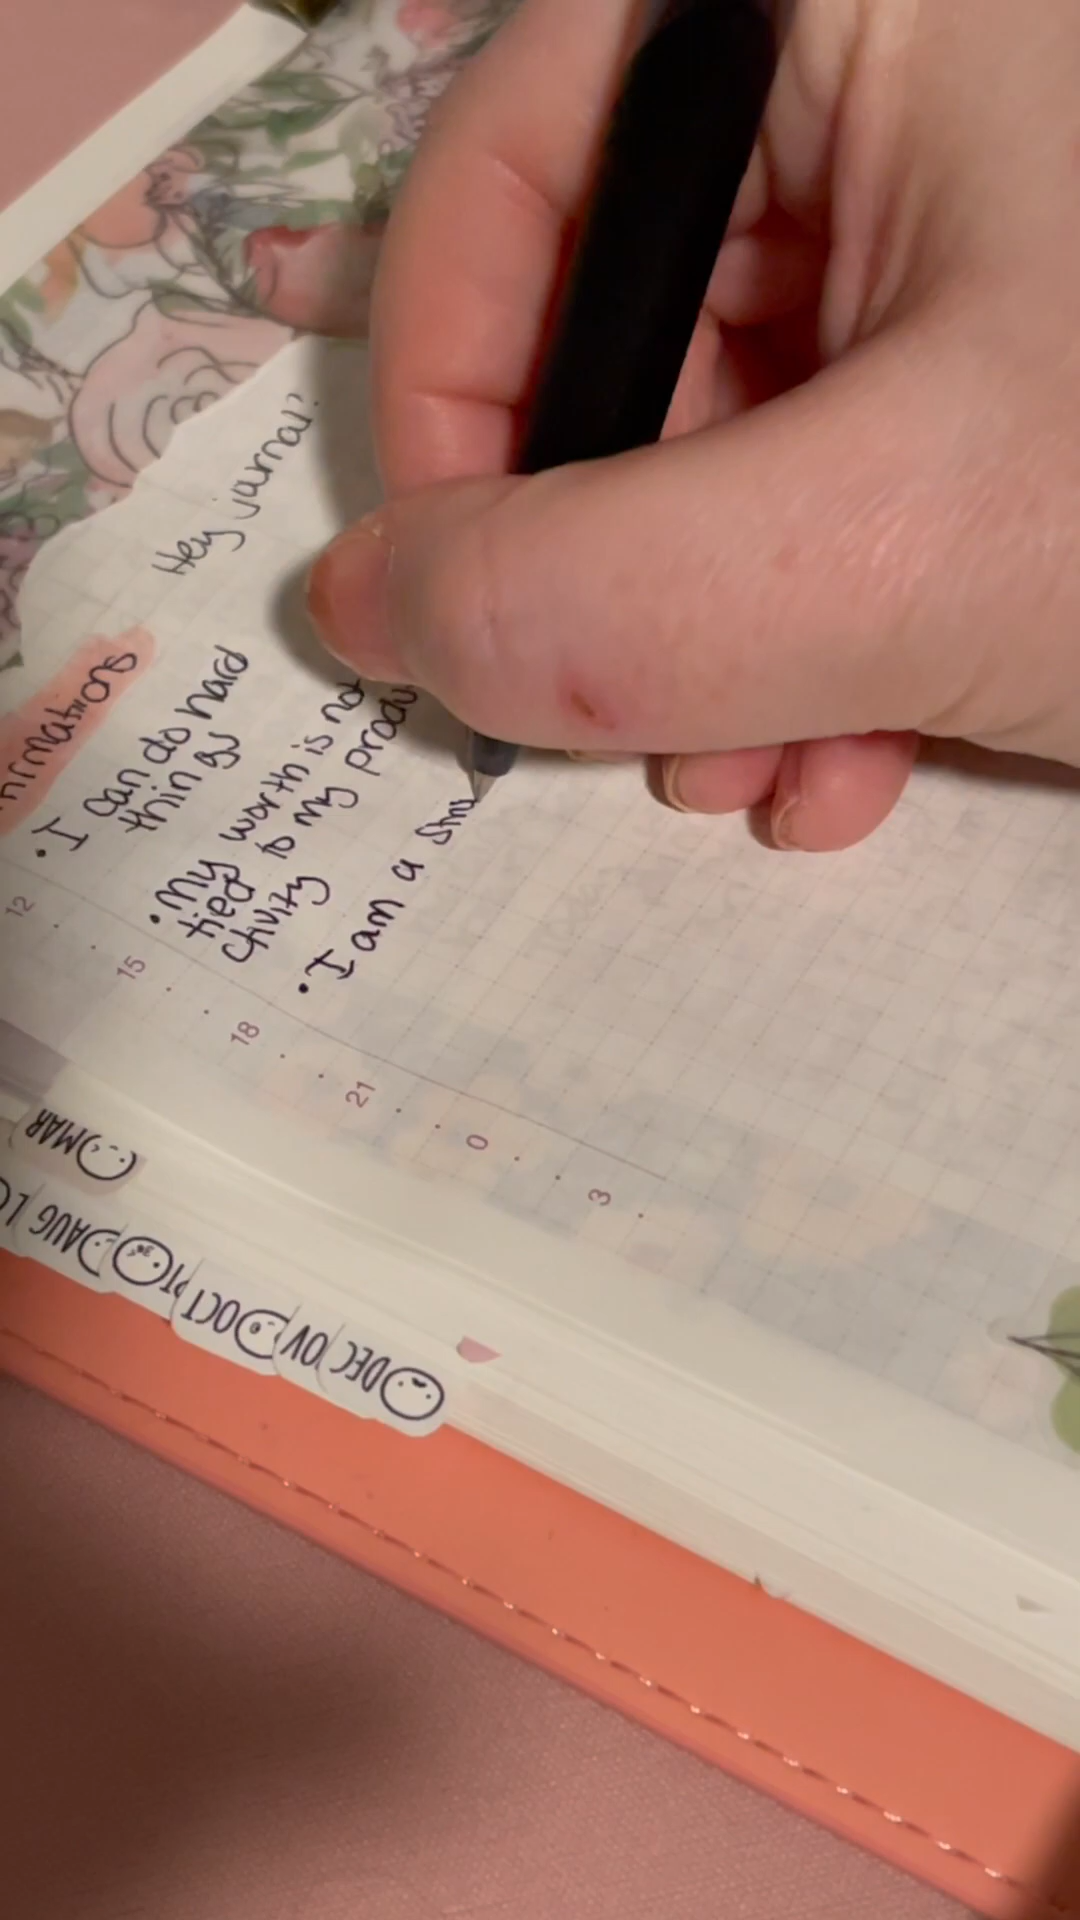 Hey journal?
• I can do hard
things
• My worth is not
tied to my produ
ctivity
• I am a
12
15
18
21
0
3
MAR
AUG
OCT
OV
DEC